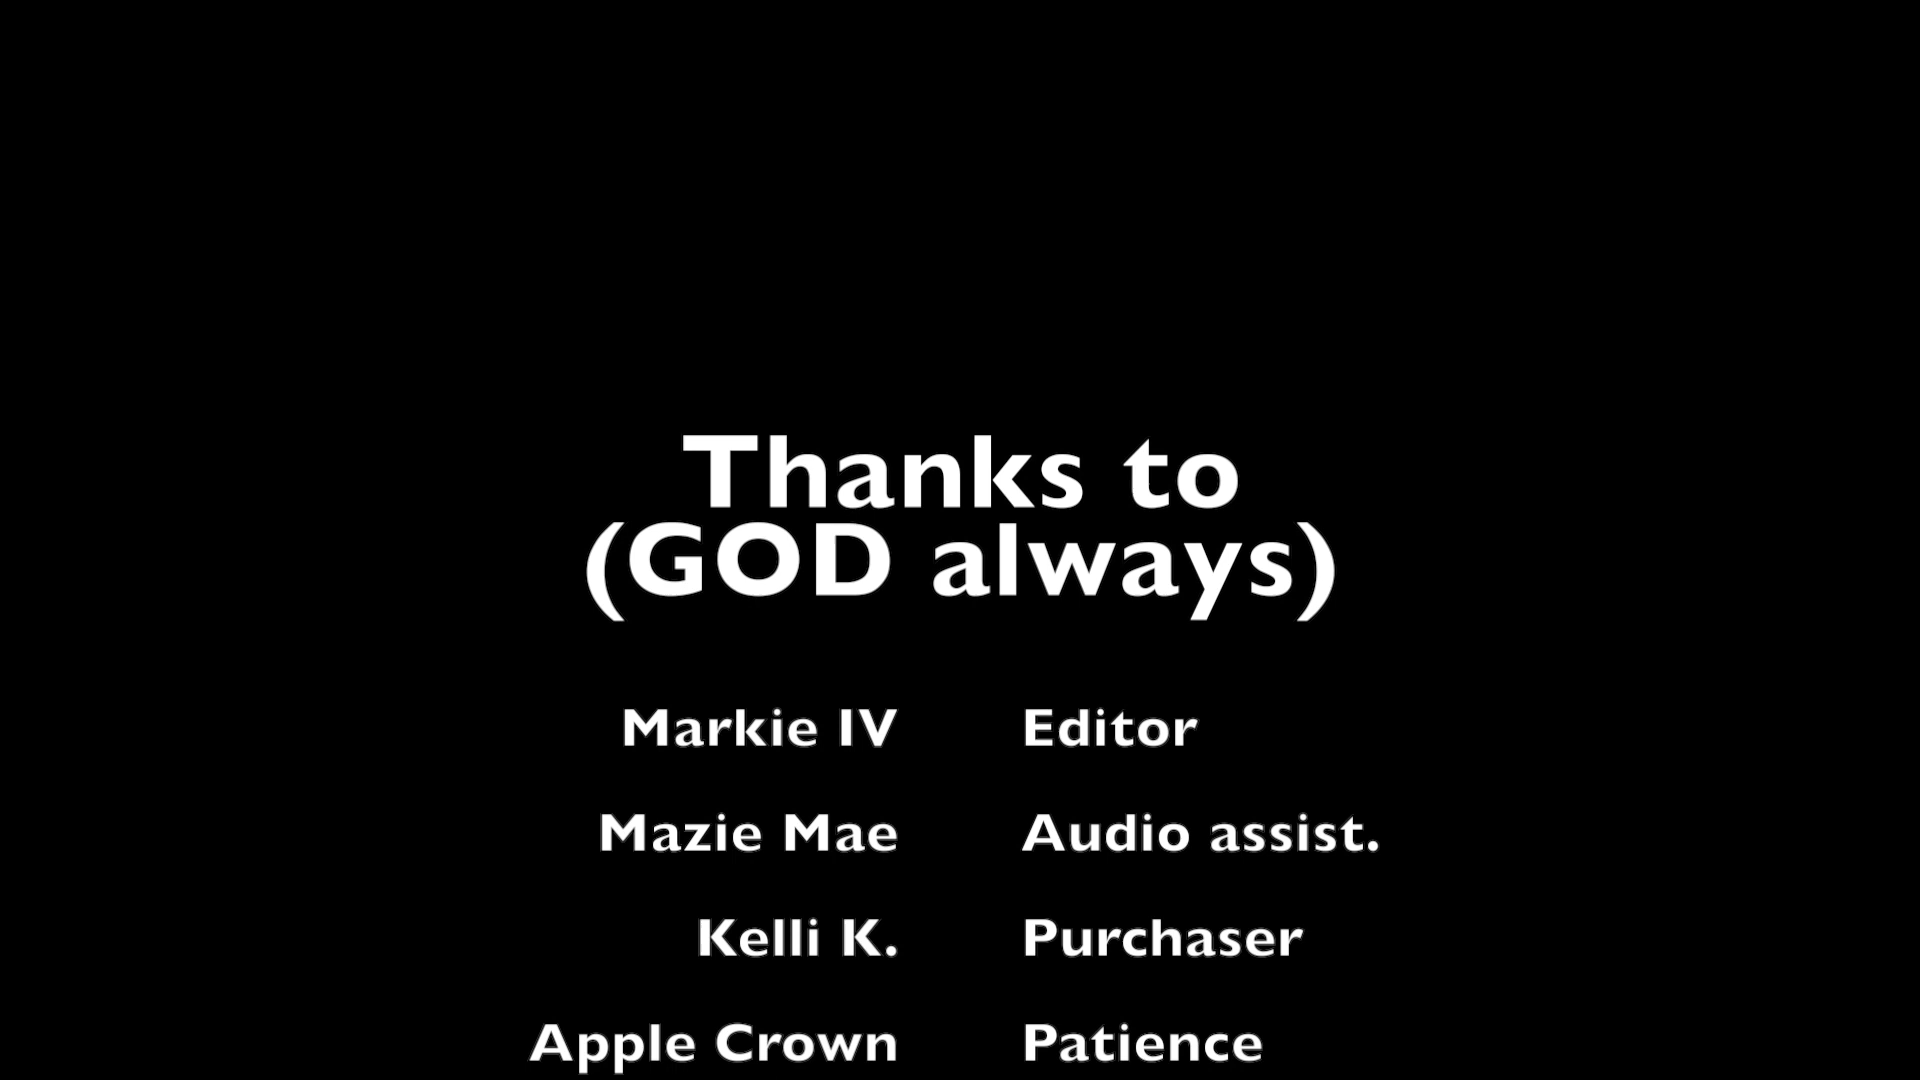 Thanks to
(GOD always)
Markie IV Editor
Mazie Mae Audio assist.
Kelli K. Purchaser
Apple Crown Patience